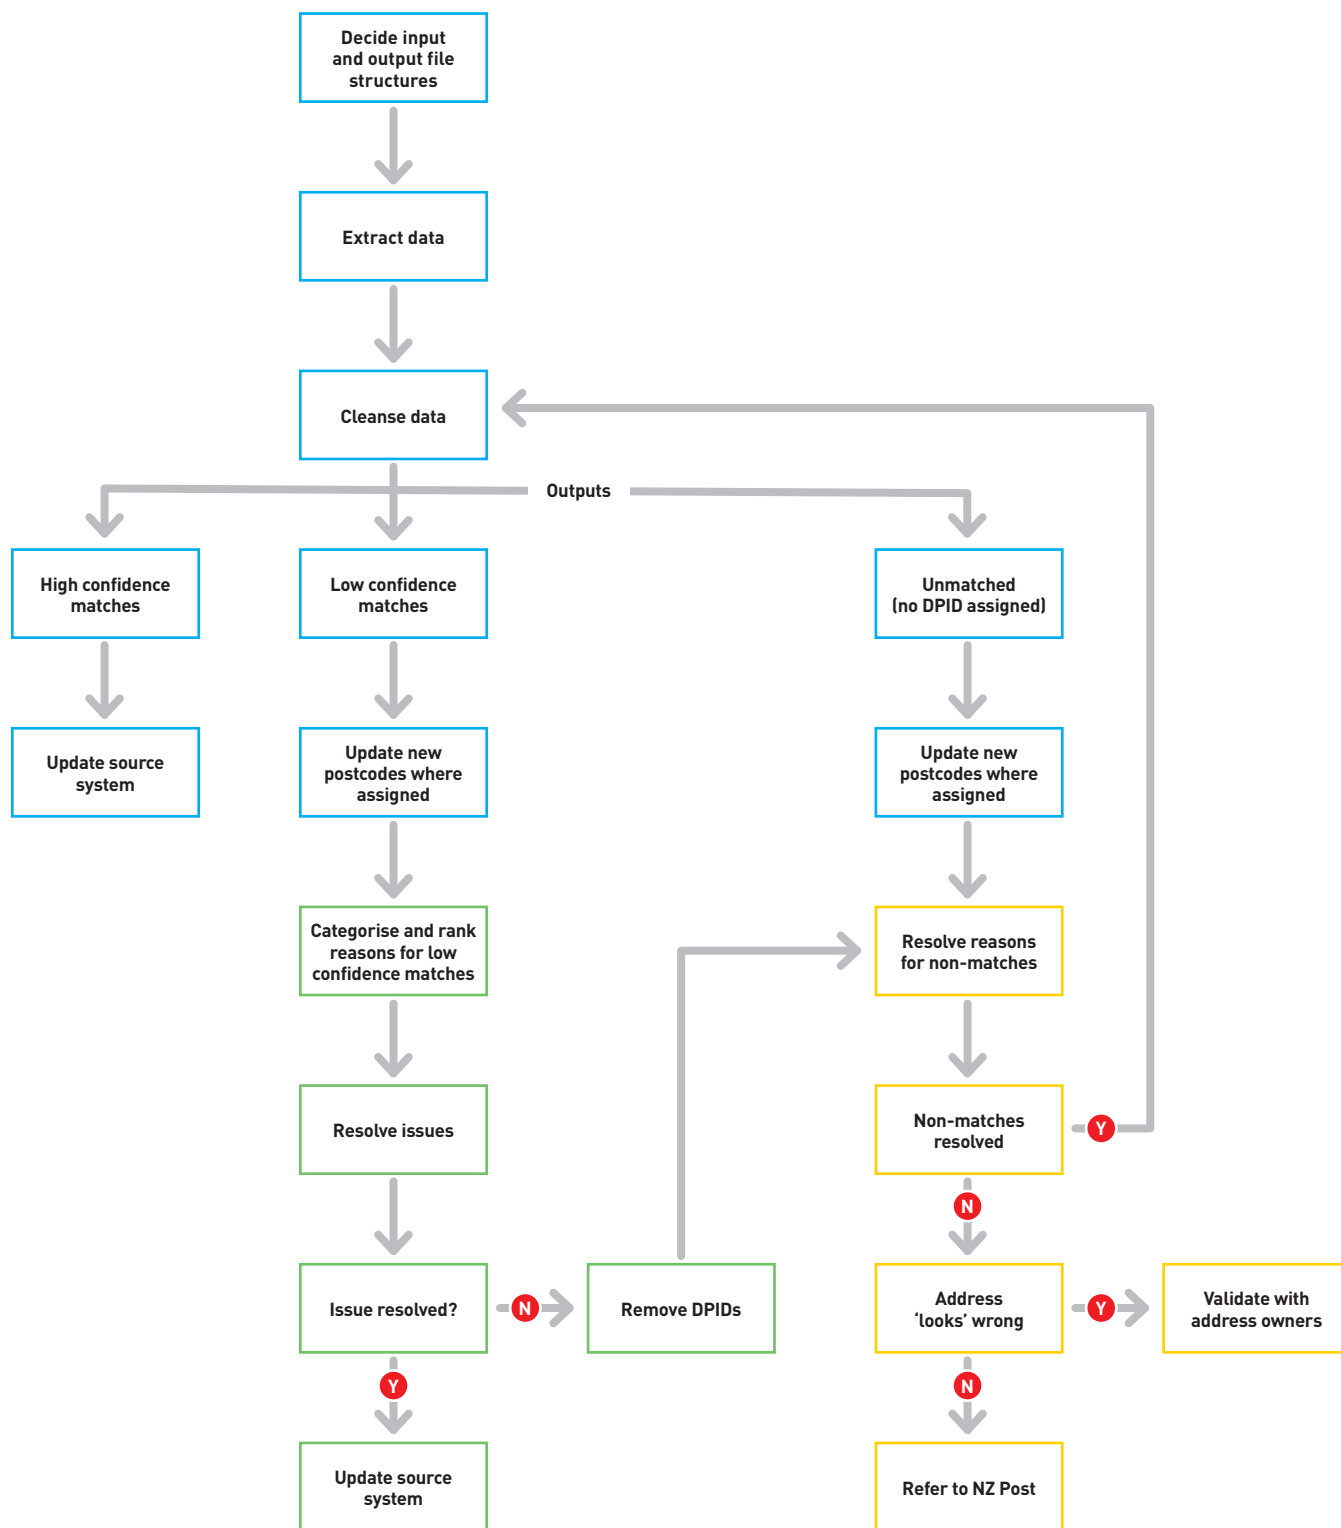 Decide input
and output file
structures
Extract data
Cleanse data
Outputs
High confidence
matches
Low confidence
matches
Unmatched
(no DPID assigned)
Update source
system
Update new
postcodes where
assigned
Update new
postcodes where
assigned
Categorise and rank
reasons for low
confidence matches
Resolve reasons
for non-matches
Resolve issues
Non-matches
resolved
Y
N
Issue resolved?
N
Remove DPIDs
Address
‘looks’ wrong
Y
Validate with
address owners
Y
N
Update source
system
Refer to NZ Post